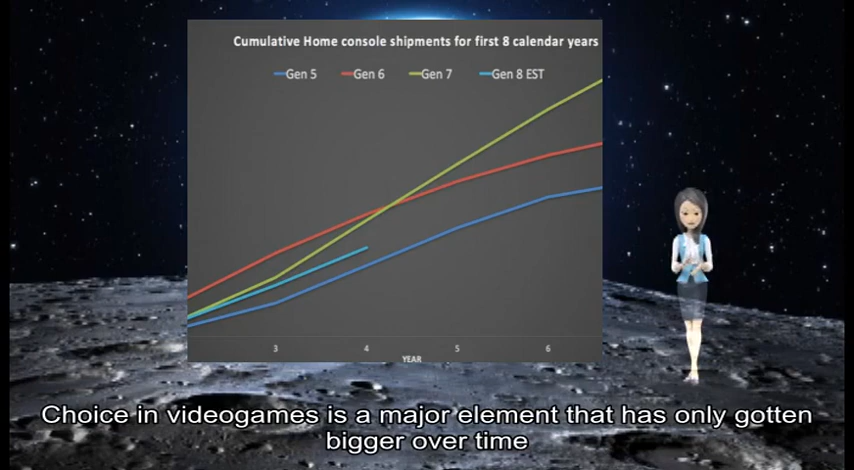 Cumulative Home console shipments for first 8 calendar years
Gen 5 Gen 6 Gen 7 Gen 8 EST
3 4 5 6
YEAR
Choice in videogames is a major element that has only gotten
bigger over time